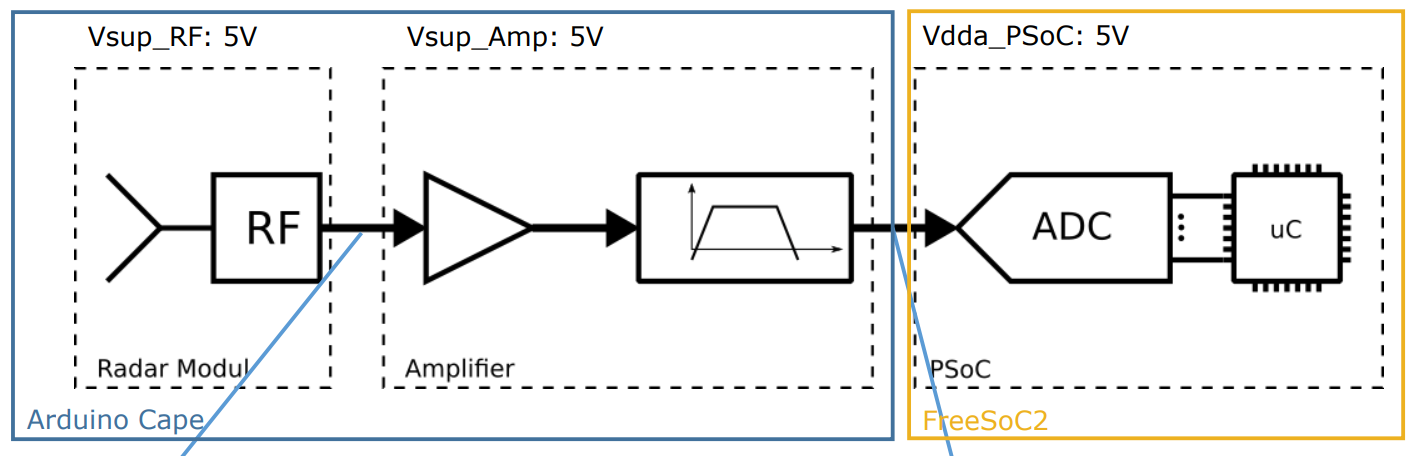 Vsup_RF: 5V
Vsup_Amp: 5V
Vdda_PSoC: 5V
RF
ADC
uC
Radar Modul
Amplifier
PSoC
Arduino Cape
FreeSoC2